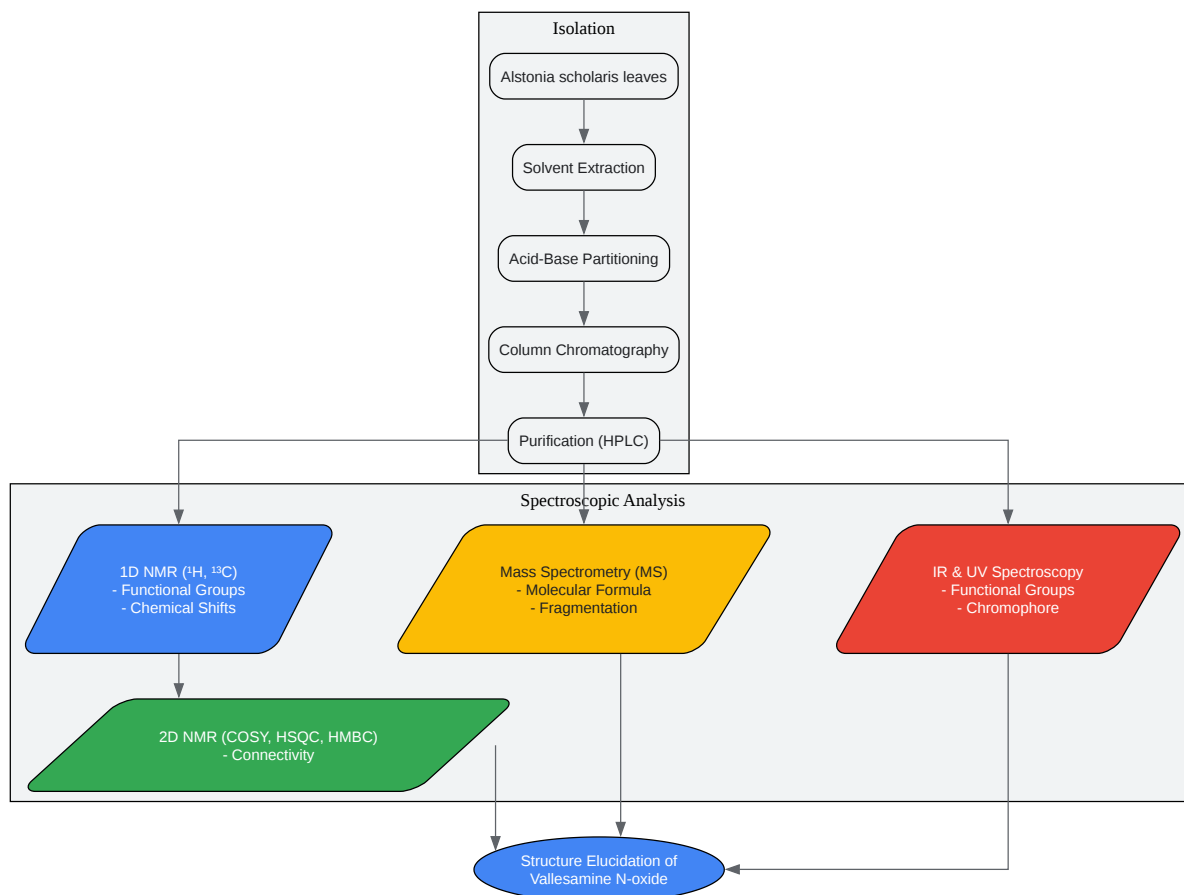 Isolation
Alstonia scholaris leaves
Solvent Extraction
Acid-Base Partitioning
Column Chromatography
Purification (HPLC)
Spectroscopic Analysis
1D NMR (¹H, ¹³C)
- Functional Groups
- Chemical Shifts
Mass Spectrometry (MS)
- Molecular Formula
- Fragmentation
IR & UV Spectroscopy
- Functional Groups
- Chromophore
2D NMR (COSY, HSQC, HMBC)
- Connectivity
Structure Elucidation of
Vallesamine N-oxide